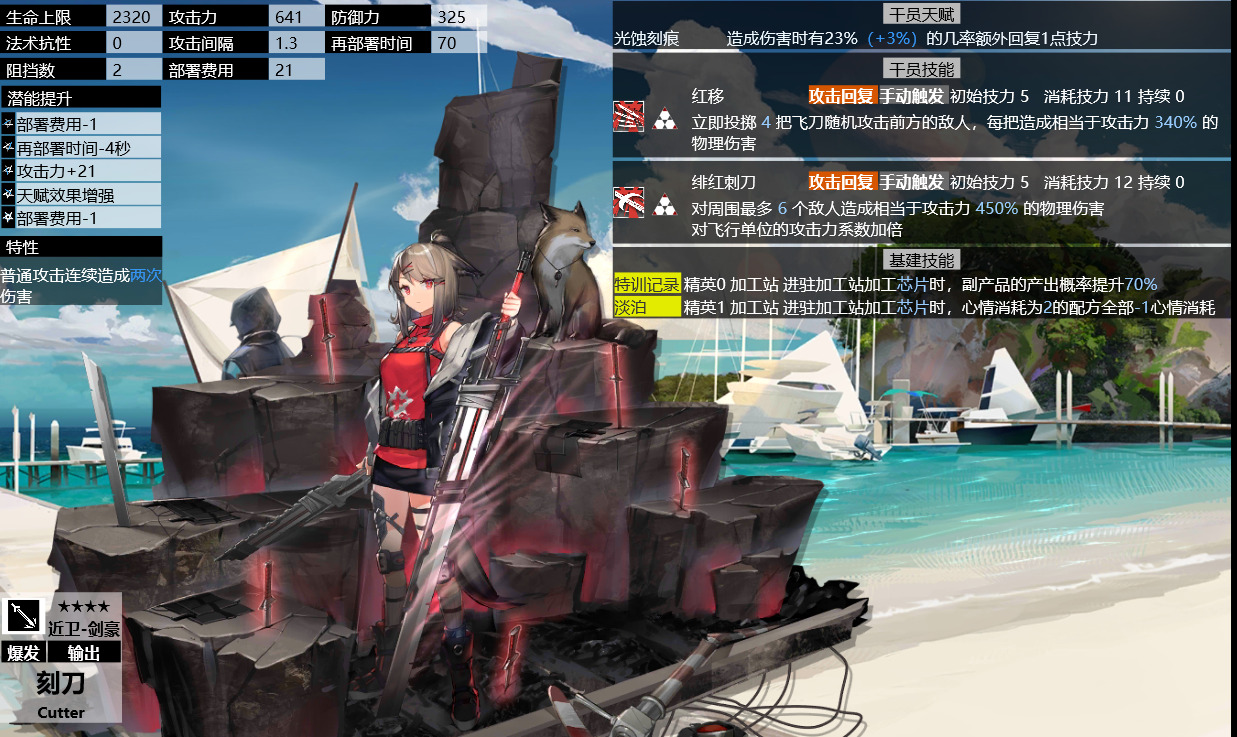 生命上限 2320 攻击力 641 防御力 325
法术抗性 0 攻击间隔 1.3 再部署时间 70
阻挡数 2 部署费用 21
潜能提升
部署费用-1
再部署时间-4秒
攻击力+21
天赋效果增强
部署费用-1
特性
普通攻击连续造成两次
伤害
★★★★
近卫-剑豪
爆发 输出
刻刀
Cutter
干员天赋
光蚀刻痕 造成伤害时有23%（+3%）的几率额外回复1点技力
干员技能
红移 攻击回复 手动触发 初始技力 5 消耗技力 11 持续 0
立即投掷 4 把飞刀随机攻击前方的敌人，每把造成相当于攻击力 340% 的
物理伤害
绯红刺刀 攻击回复 手动触发 初始技力 5 消耗技力 12 持续 0
对周围最多 6 个敌人造成相当于攻击力 450% 的物理伤害
对飞行单位的攻击力系数加倍
基建技能
特训记录 精英0 加工站 进驻加工站加工芯片时，副产品的产出概率提升70%
淡泊 精英1 加工站 进驻加工站加工芯片时，心情消耗为2的配方全部-1心情消耗